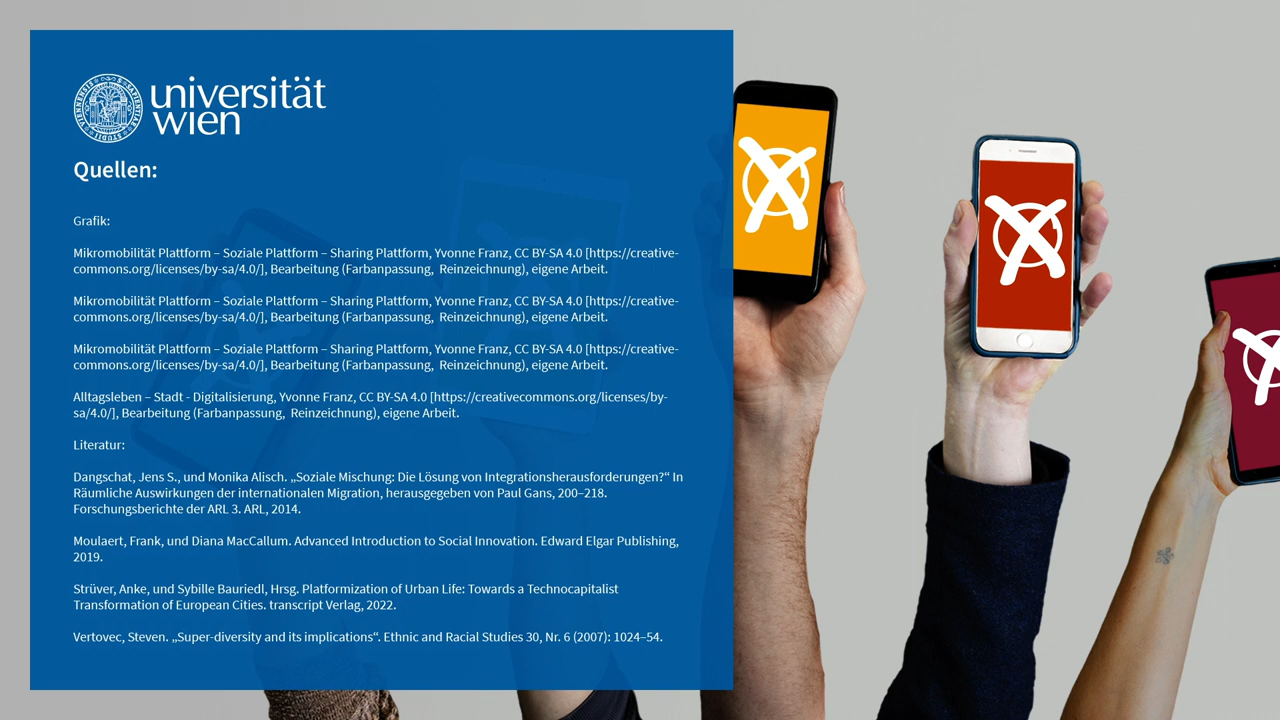 universität
wien
Quellen:
Grafik:
Mikromobilität Plattform – Soziale Plattform – Sharing Plattform, Yvonne Franz, CC BY-SA 4.0 [https://creative-
commons.org/licenses/by-sa/4.0/], Bearbeitung (Farbanpassung, Reinzeichnung), eigene Arbeit.
Mikromobilität Plattform – Soziale Plattform – Sharing Plattform, Yvonne Franz, CC BY-SA 4.0 [https://creative-
commons.org/licenses/by-sa/4.0/], Bearbeitung (Farbanpassung, Reinzeichnung), eigene Arbeit.
Mikromobilität Plattform – Soziale Plattform – Sharing Plattform, Yvonne Franz, CC BY-SA 4.0 [https://creative-
commons.org/licenses/by-sa/4.0/], Bearbeitung (Farbanpassung, Reinzeichnung), eigene Arbeit.
Alltagsleben – Stadt - Digitalisierung, Yvonne Franz, CC BY-SA 4.0 [https://creativecommons.org/licenses/by-
sa/4.0/], Bearbeitung (Farbanpassung, Reinzeichnung), eigene Arbeit.
Literatur:
Dangschat, Jens S., und Monika Alisch. „Soziale Mischung: Die Lösung von Integrationsherausforderungen?“ In
Räumliche Auswirkungen der internationalen Migration, herausgegeben von Paul Gans, 200–218.
Forschungsberichte der ARL 3. ARL, 2014.
Moulaert, Frank, und Diana MacCallum. Advanced Introduction to Social Innovation. Edward Elgar Publishing,
2019.
Strüver, Anke, und Sybille Bauriedl, Hrsg. Platformization of Urban Life: Towards a Technocapitalist
Transformation of European Cities. transcript Verlag, 2022.
Vertovec, Steven. „Super-diversity and its implications“. Ethnic and Racial Studies 30, Nr. 6 (2007): 1024–54.